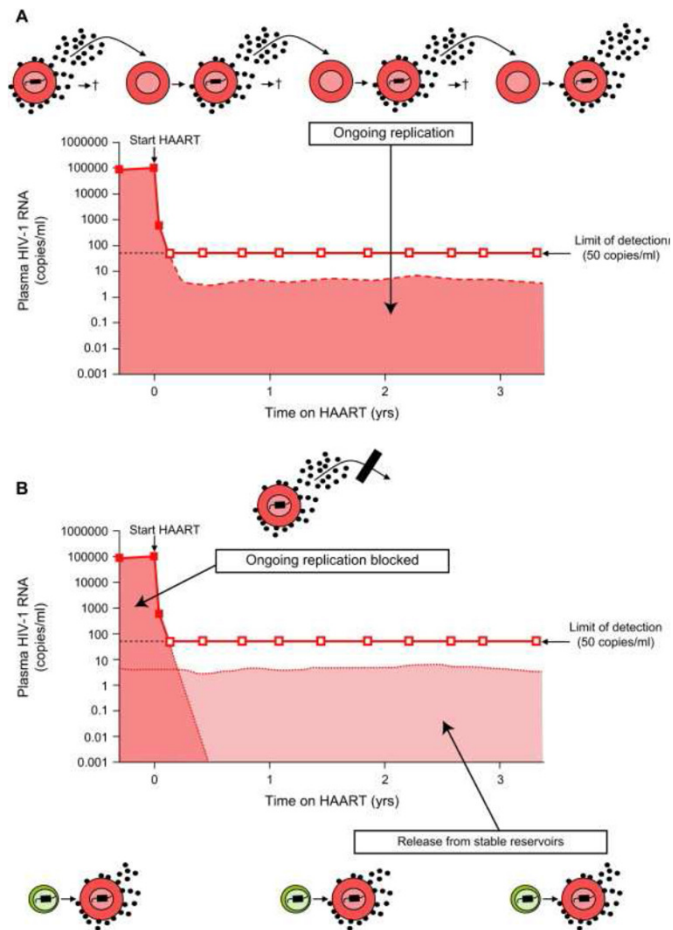 A
† † †
Start HAART
Ongoing replication
1000000
100000
10000
1000
100
10
1
0.1
0.01
0.001
Plasma HIV-1 RNA
(copies/ml)
Limit of detection
(50 copies/ml)
0 1 2 3
Time on HAART (yrs)
B
Start HAART
Ongoing replication blocked
1000000
100000
10000
1000
100
10
1
0.1
0.01
0.001
Plasma HIV-1 RNA
(copies/ml)
Limit of detection
(50 copies/ml)
0 1 2 3
Time on HAART (yrs)
Release from stable reservoirs